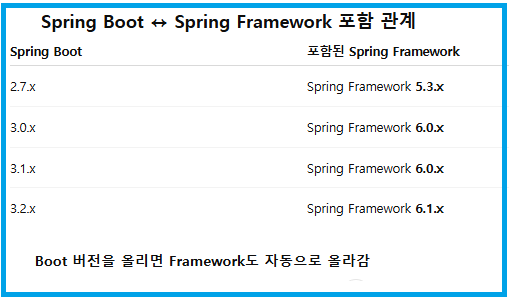 Spring Boot ↔ Spring Framework 포함 관계
Spring Boot 포함된 Spring Framework
2.7.x Spring Framework 5.3.x
3.0.x Spring Framework 6.0.x
3.1.x Spring Framework 6.0.x
3.2.x Spring Framework 6.1.x
Boot 버전을 올리면 Framework도 자동으로 올라감